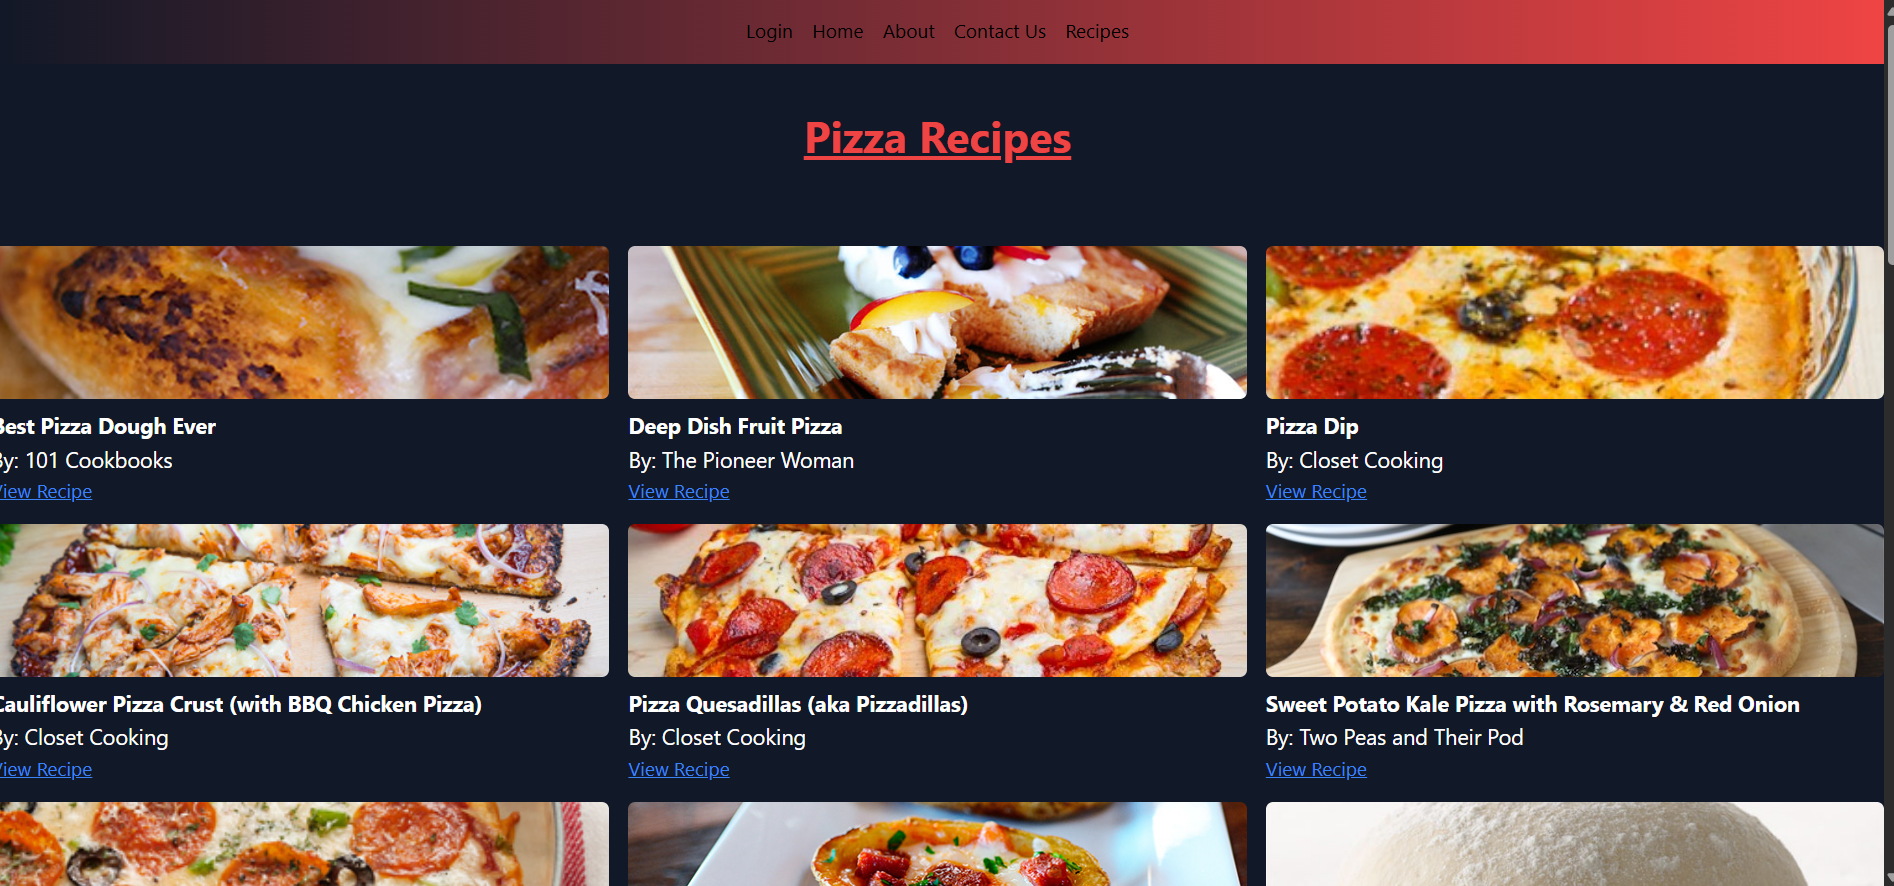 Login Home About Contact Us Recipes
Pizza Recipes
Best Pizza Dough Ever
By: 101 Cookbooks
View Recipe
Deep Dish Fruit Pizza
By: The Pioneer Woman
View Recipe
Pizza Dip
By: Closet Cooking
View Recipe
Cauliflower Pizza Crust (with BBQ Chicken Pizza)
By: Closet Cooking
View Recipe
Pizza Quesadillas (aka Pizzadillas)
By: Closet Cooking
View Recipe
Sweet Potato Kale Pizza with Rosemary & Red Onion
By: Two Peas and Their Pod
View Recipe